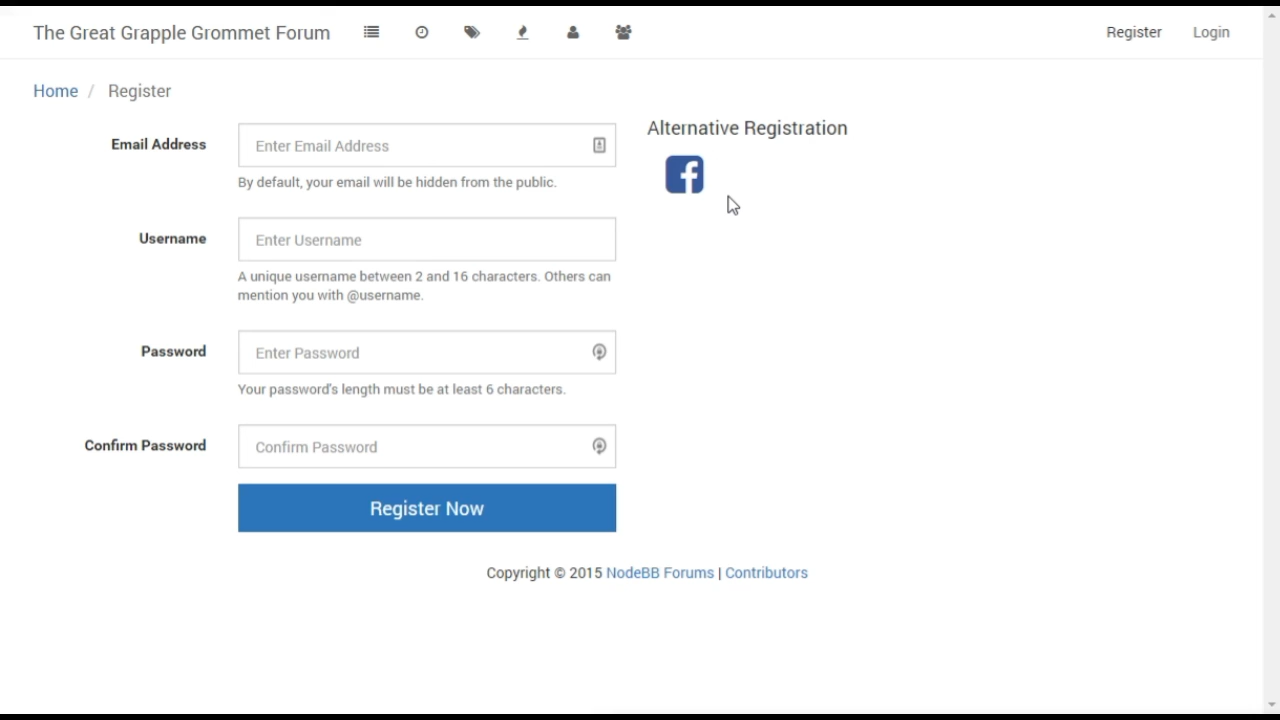 The Great Grapple Grommet Forum
Register
Login
Home / Register
Email Address
Enter Email Address
By default, your email will be hidden from the public.
Username
Enter Username
A unique username between 2 and 16 characters. Others can
mention you with @username.
Password
Enter Password
Your password's length must be at least 6 characters.
Confirm Password
Confirm Password
Register Now
Alternative Registration
Copyright © 2015 NodeBB Forums | Contributors